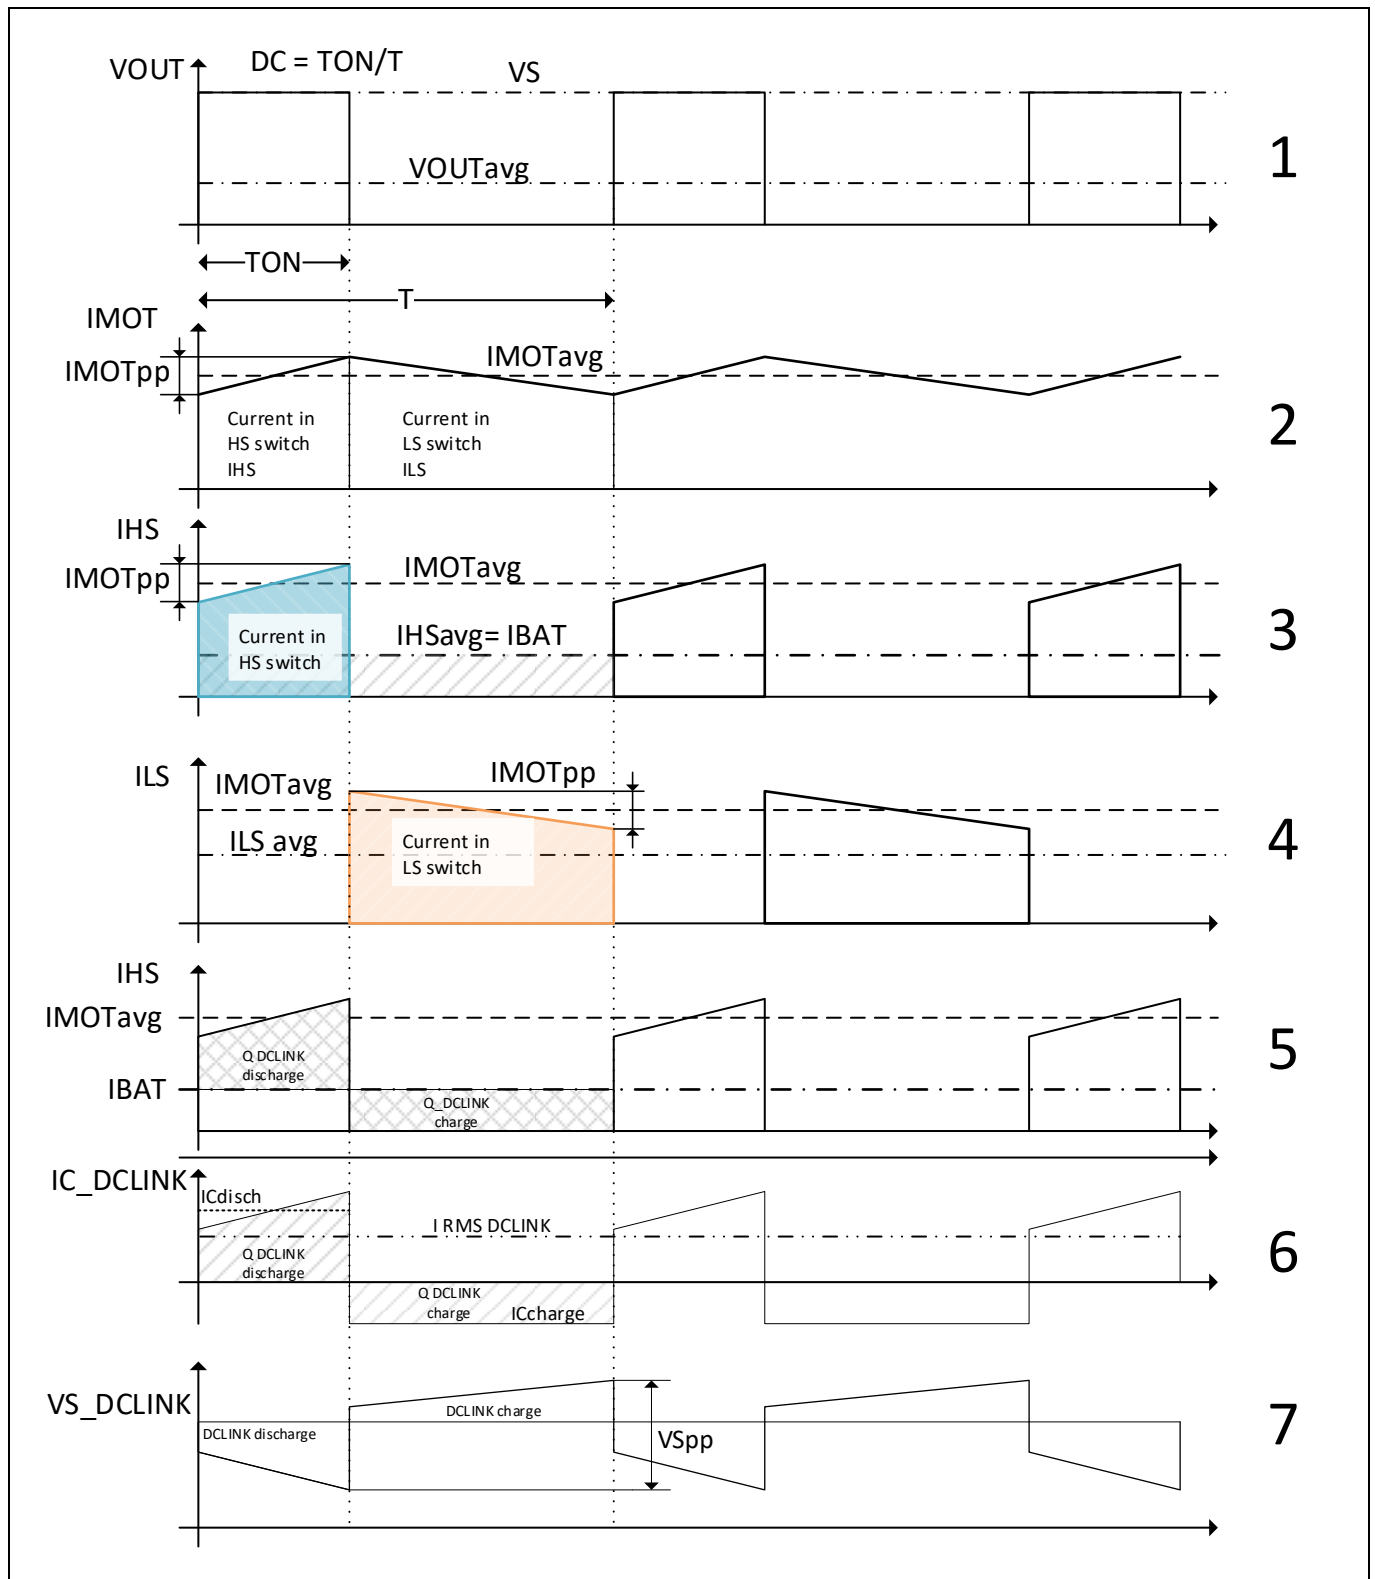 VOUT
DC = TON/T
VS
VOUTavg
1
TON
T
IMOT
IMOTpp
IMOTavg
Current in
HS switch
IHS
Current in
LS switch
ILS
2
IHS
IMOTpp
IMOTavg
IHSavg= IBAT
Current in
HS switch
3
ILS
IMOTavg
IMOTpp
ILS avg
Current in
LS switch
4
IHS
IMOTavg
Q DCLINK
discharge
IBAT
Q_DCLINK
charge
5
IC_DCLINK
ICdisch
I RMS DCLINK
Q DCLINK
discharge
Q DCLINK
charge
ICcharge
6
VS_DCLINK
DCLINK charge
DCLINK discharge
VSpp
7